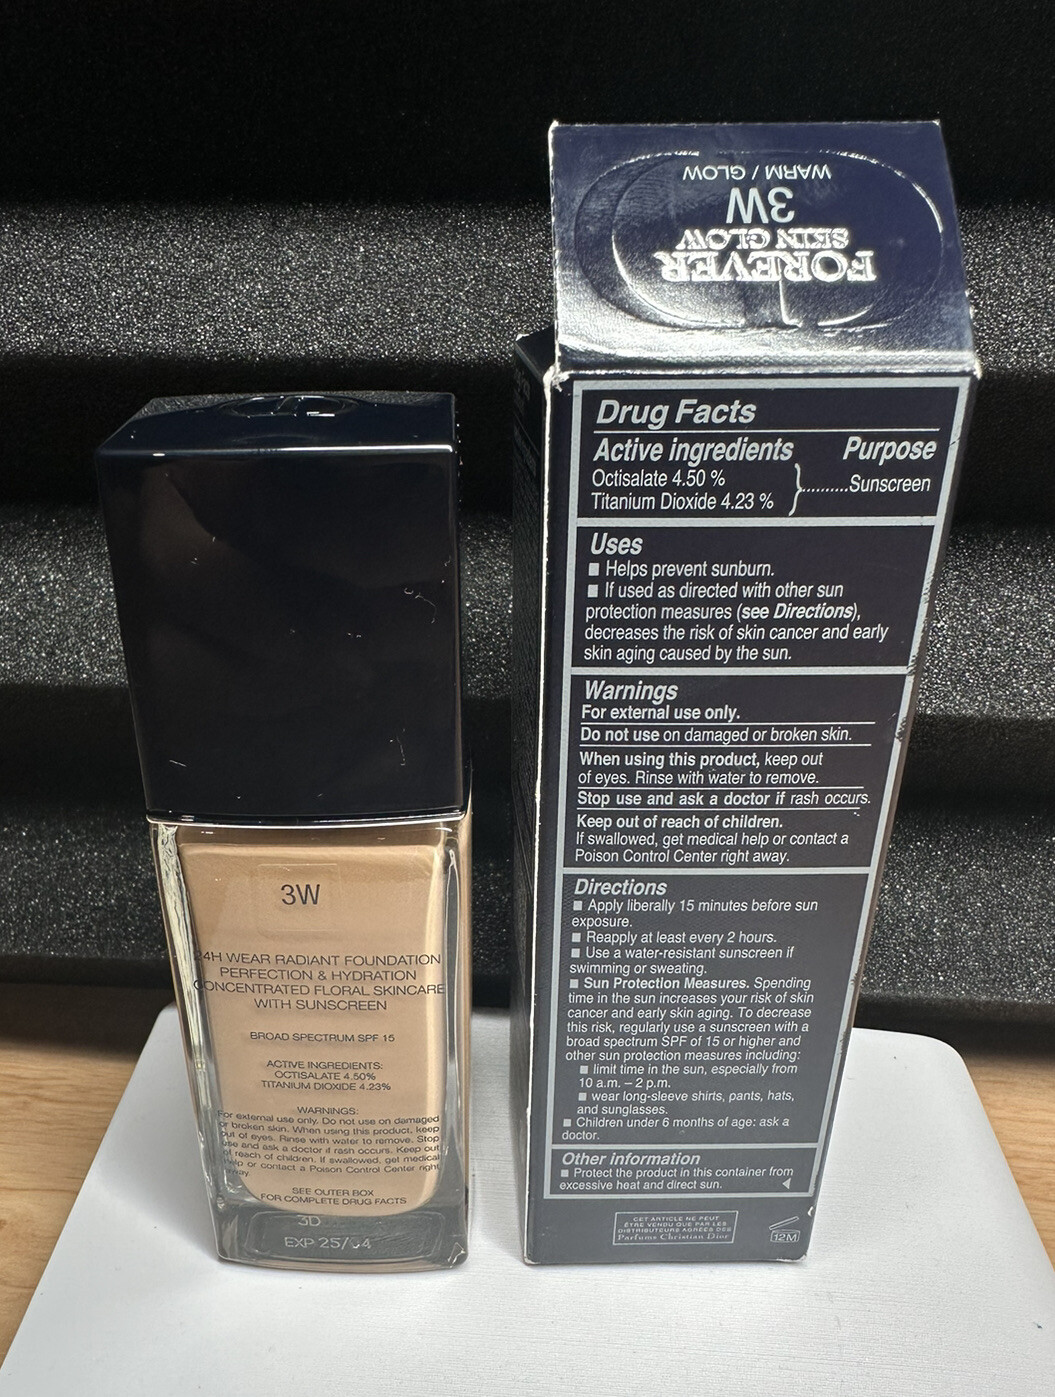 3W
24H WEAR RADIANT FOUNDATION
PERFECTION & HYDRATION
CONCENTRATED FLORAL SKINCARE
WITH SUNSCREEN
BROAD SPECTRUM SPF 15
ACTIVE INGREDIENTS:
OCTISALATE 4.50%
TITANIUM DIOXIDE 4.23%
WARNINGS:
For external use only. Do not use on damaged
or broken skin. When using this product, keep
out of eyes. Rinse with water to remove. Stop
use and ask a doctor if rash occurs. Keep out
of reach of children. If swallowed, get medical
help or contact a Poison Control Center right
away.
SEE OUTER BOX
FOR COMPLETE DRUG FACTS
3D
EXP 25/04
FOREVER
SKIN GLOW
3W
WARM / GLOW
Drug Facts
Active ingredients Purpose
Octisalate 4.50 %
Titanium Dioxide 4.23 % ..........Sunscreen
Uses
■ Helps prevent sunburn.
■ If used as directed with other sun
protection measures (see Directions),
decreases the risk of skin cancer and early
skin aging caused by the sun.
Warnings
For external use only.
Do not use on damaged or broken skin.
When using this product, keep out
of eyes. Rinse with water to remove.
Stop use and ask a doctor if rash occurs.
Keep out of reach of children.
If swallowed, get medical help or contact a
Poison Control Center right away.
Directions
■ Apply liberally 15 minutes before sun
exposure.
■ Reapply at least every 2 hours.
■ Use a water-resistant sunscreen if
swimming or sweating.
■ Sun Protection Measures. Spending
time in the sun increases your risk of skin
cancer and early skin aging. To decrease
this risk, regularly use a sunscreen with a
broad spectrum SPF of 15 or higher and
other sun protection measures including:
■ limit time in the sun, especially from
10 a.m. – 2 p.m.
■ wear long-sleeve shirts, pants, hats,
and sunglasses.
■ Children under 6 months of age: ask a
doctor.
Other information
■ Protect the product in this container from
excessive heat and direct sun.
CET ARTICLE NE PEUT
ÊTRE VENDU QUE PAR LES
DISTRIBUTEURS AGRÉÉS DES
Parfums Christian Dior
12M